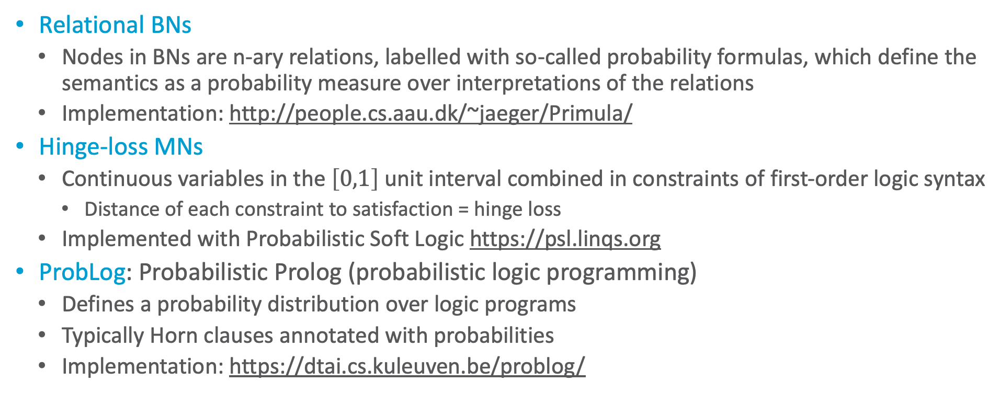 • Relational BNs
• Nodes in BNs are n-ary relations, labelled with so-called probability formulas, which define the
semantics as a probability measure over interpretations of the relations
• Implementation: http://people.cs.aau.dk/~jaeger/Primula/
• Hinge-loss MNs
• Continuous variables in the [0,1] unit interval combined in constraints of first-order logic syntax
• Distance of each constraint to satisfaction = hinge loss
• Implemented with Probabilistic Soft Logic https://psl.linqs.org
• ProbLog: Probabilistic Prolog (probabilistic logic programming)
• Defines a probability distribution over logic programs
• Typically Horn clauses annotated with probabilities
• Implementation: https://dtai.cs.kuleuven.be/problog/